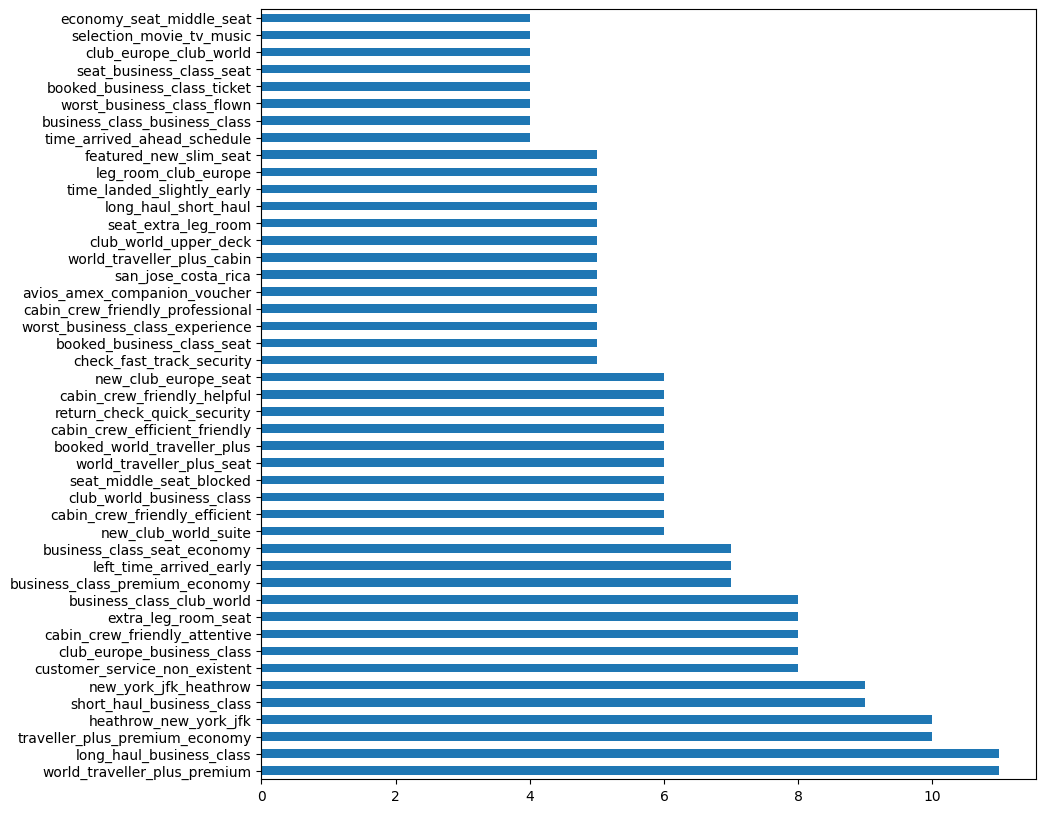 economy_seat_middle_seat
selection_movie_tv_music
club_europe_club_world
seat_business_class_seat
booked_business_class_ticket
worst_business_class_flown
business_class_business_class
time_arrived_ahead_schedule
featured_new_slim_seat
leg_room_club_europe
time_landed_slightly_early
long_haul_short_haul
seat_extra_leg_room
club_world_upper_deck
world_traveller_plus_cabin
san_jose_costa_rica
avios_amex_companion_voucher
cabin_crew_friendly_professional
worst_business_class_experience
booked_business_class_seat
check_fast_track_security
new_club_europe_seat
cabin_crew_friendly_helpful
return_check_quick_security
cabin_crew_efficient_friendly
booked_world_traveller_plus
world_traveller_plus_seat
seat_middle_seat_blocked
club_world_business_class
cabin_crew_friendly_efficient
new_club_world_suite
business_class_seat_economy
left_time_arrived_early
business_class_premium_economy
business_class_club_world
extra_leg_room_seat
cabin_crew_friendly_attentive
club_europe_business_class
customer_service_non_existent
new_york_jfk_heathrow
short_haul_business_class
heathrow_new_york_jfk
traveller_plus_premium_economy
long_haul_business_class
world_traveller_plus_premium
0 2 4 6 8 10